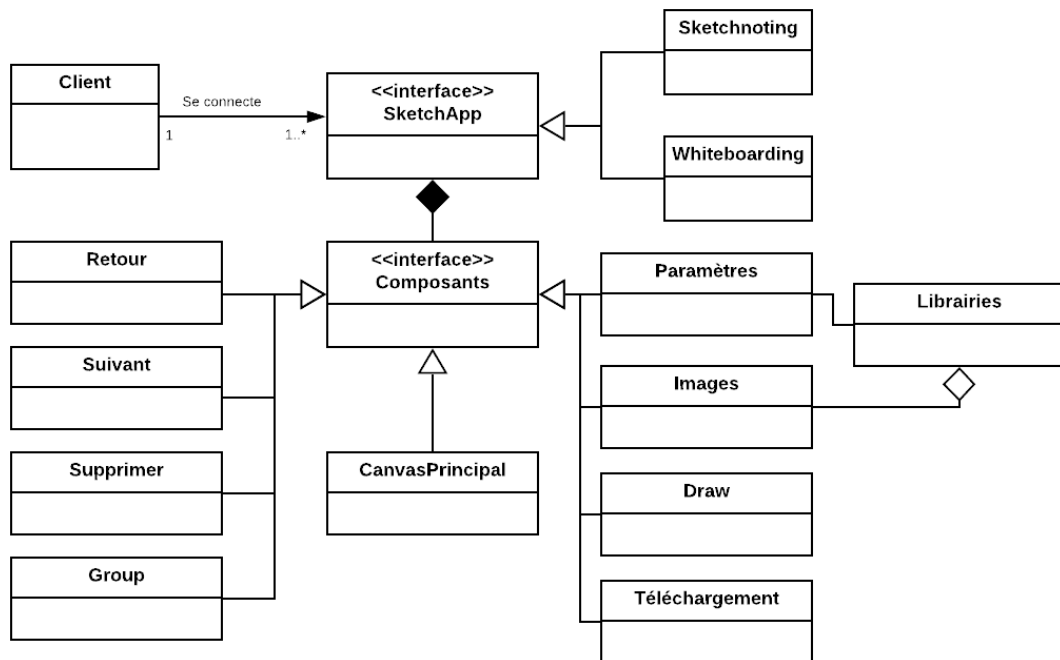 Sketchnoting
Client
Se connecte
1
1..*
<<interface>>
SketchApp
Whiteboarding
Retour
<<interface>>
Composants
Paramètres
Librairies
Suivant
Images
Supprimer
CanvasPrincipal
Draw
Group
Téléchargement